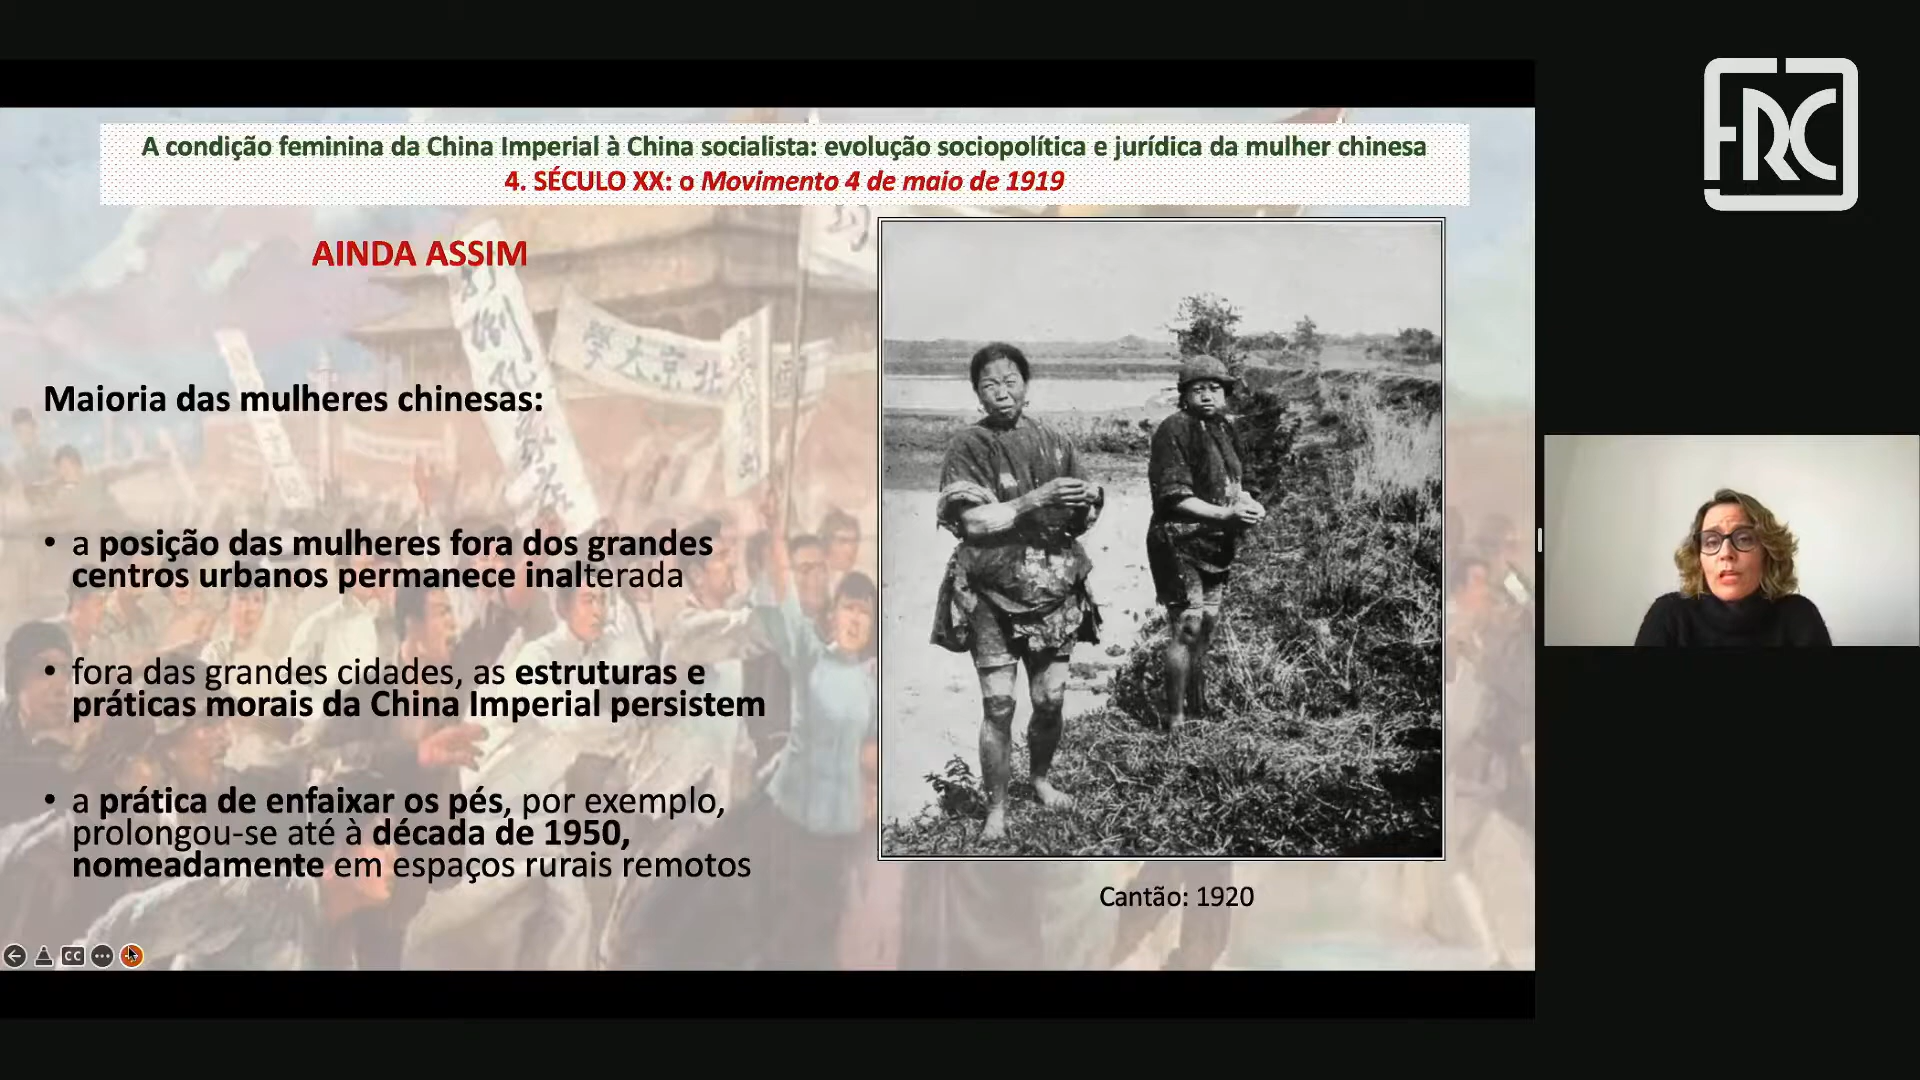 FRC
A condição feminina da China Imperial à China socialista: evolução sociopolítica e jurídica da mulher chinesa
4. SÉCULO XX: o Movimento 4 de maio de 1919
AINDA ASSIM
北京大學
Maioria das mulheres chinesas:
• a posição das mulheres fora dos grandes
centros urbanos permanece inalterada
• fora das grandes cidades, as estruturas e
práticas morais da China Imperial persistem
• a prática de enfaixar os pés, por exemplo,
prolongou-se até à década de 1950,
nomeadamente em espaços rurais remotos
Cantão: 1920
CC